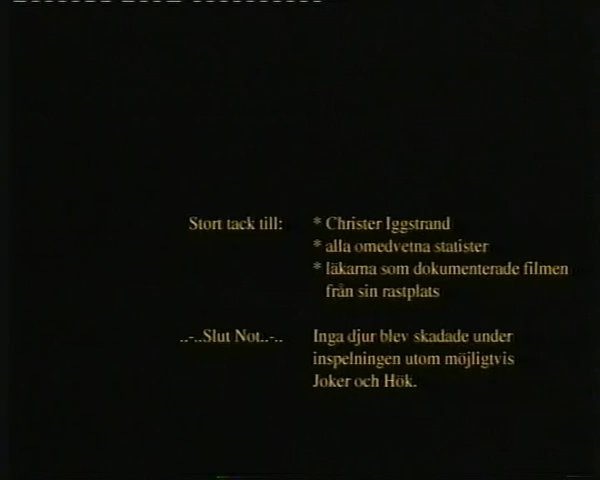 Stort tack till: * Christer Iggstrand
* alla omedvetna statister
* läkarna som dokumenterade filmen
från sin rastplats
..-..Slut Not..-.. Inga djur blev skadade under
inspelningen utom möjligtvis
Joker och Hök.